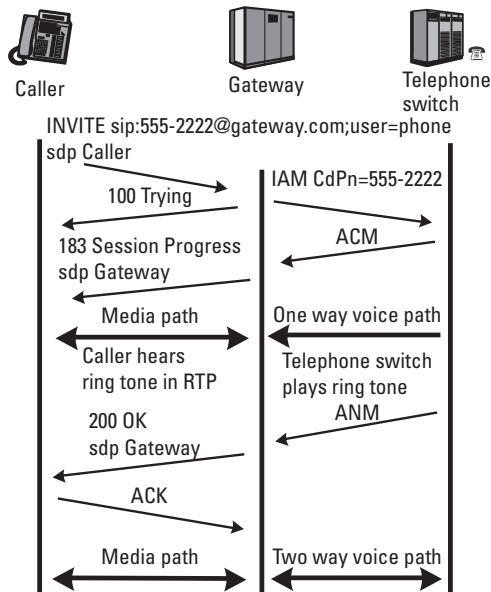 Caller
Gateway
Telephone
switch
INVITE sip:555-2222@gateway.com;user=phone
sdp Caller
IAM CdPn=555-2222
100 Trying
ACM
183 Session Progress
sdp Gateway
Media path
One way voice path
Caller hears
ring tone in RTP
Telephone switch
plays ring tone
ANM
200 OK
sdp Gateway
ACK
Media path
Two way voice path